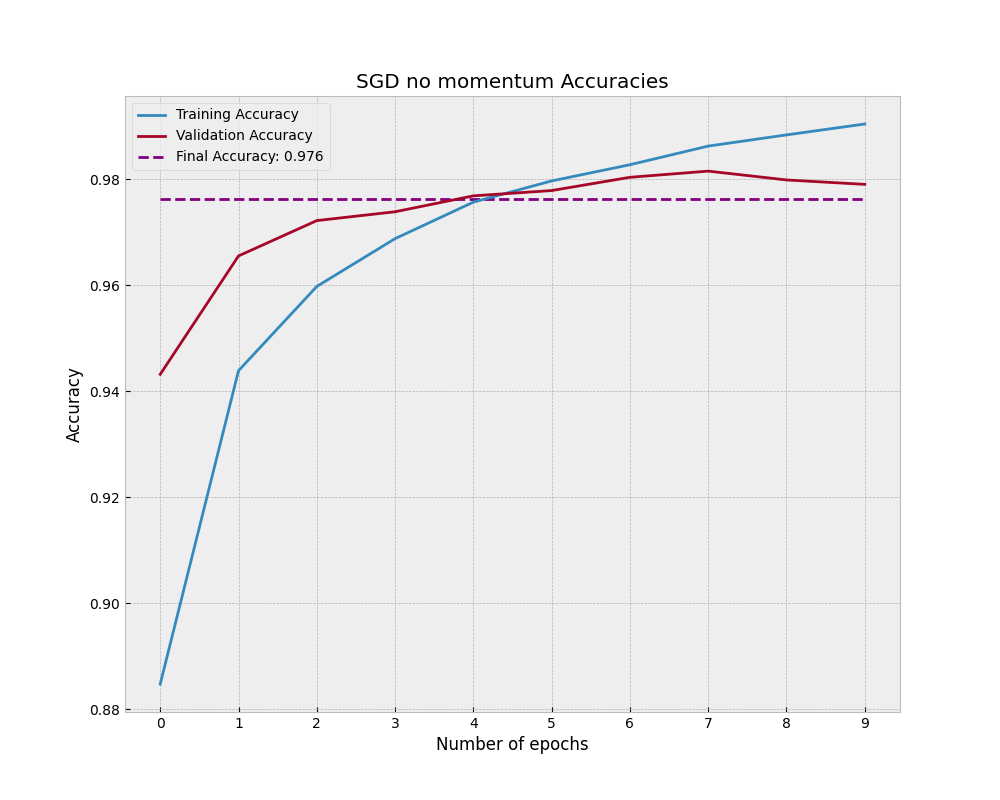 SGD no momentum Accuracies
Training Accuracy
Validation Accuracy
Final Accuracy: 0.976
0.98
0.96
0.94
0.92
0.90
0.88
Accuracy
0 1 2 3 4 5 6 7 8 9
Number of epochs